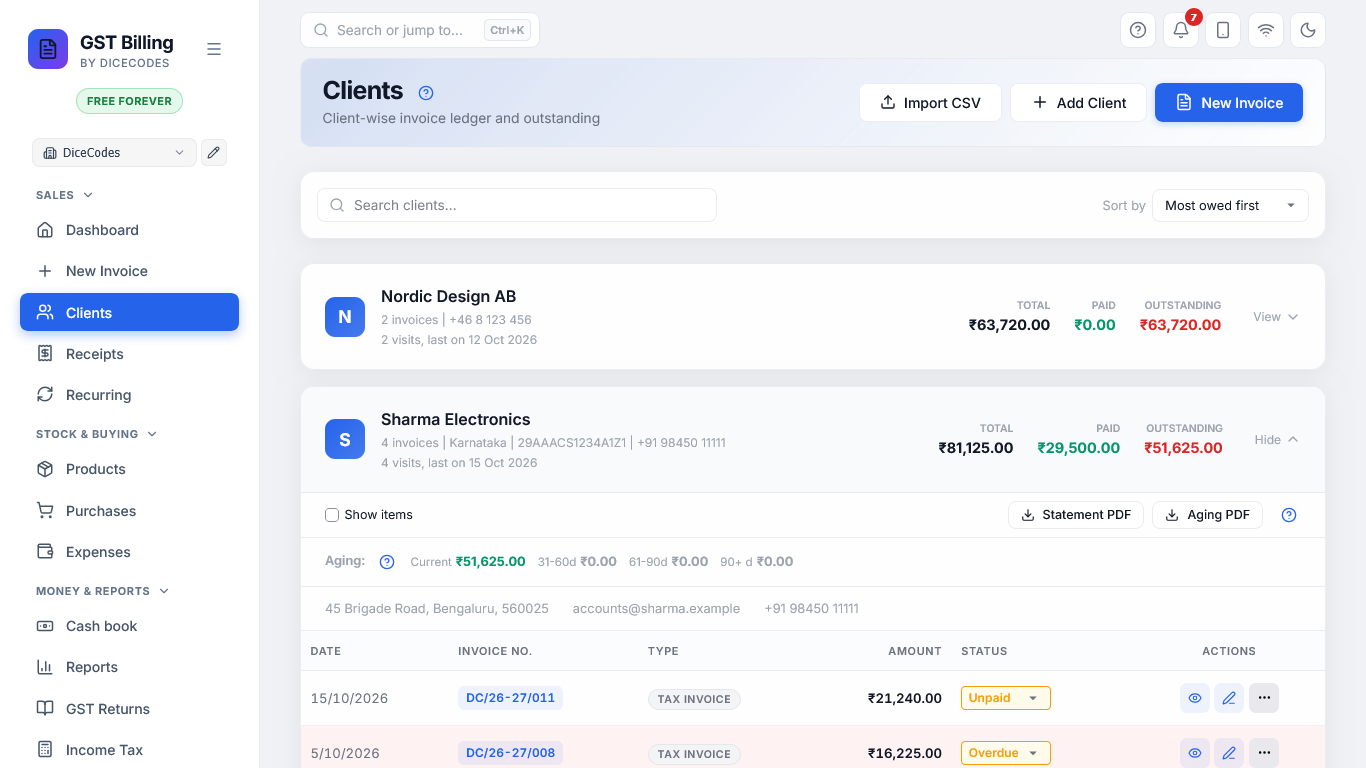 GST Billing
BY DICECODES
FREE FOREVER
DiceCodes
SALES
Dashboard
New Invoice
Clients
Receipts
Recurring
STOCK & BUYING
Products
Purchases
Expenses
MONEY & REPORTS
Cash book
Reports
GST Returns
Income Tax
Search or jump to... Ctrl+K
7
Clients
Client-wise invoice ledger and outstanding
Import CSV
Add Client
New Invoice
Search clients...
Sort by Most owed first
N
Nordic Design AB
2 invoices | +46 8 123 456
2 visits, last on 12 Oct 2026
TOTAL PAID OUTSTANDING
₹63,720.00 ₹0.00 ₹63,720.00
View
S
Sharma Electronics
4 invoices | Karnataka | 29AAACS1234A1Z1 | +91 98450 11111
4 visits, last on 15 Oct 2026
TOTAL PAID OUTSTANDING
₹81,125.00 ₹29,500.00 ₹51,625.00
Hide
Show items
Statement PDF
Aging PDF
Aging: Current ₹51,625.00 31-60d ₹0.00 61-90d ₹0.00 90+ d ₹0.00
45 Brigade Road, Bengaluru, 560025 accounts@sharma.example +91 98450 11111
DATE INVOICE NO. TYPE AMOUNT STATUS ACTIONS
15/10/2026 DC/26-27/011 TAX INVOICE ₹21,240.00 Unpaid
5/10/2026 DC/26-27/008 TAX INVOICE ₹16,225.00 Overdue